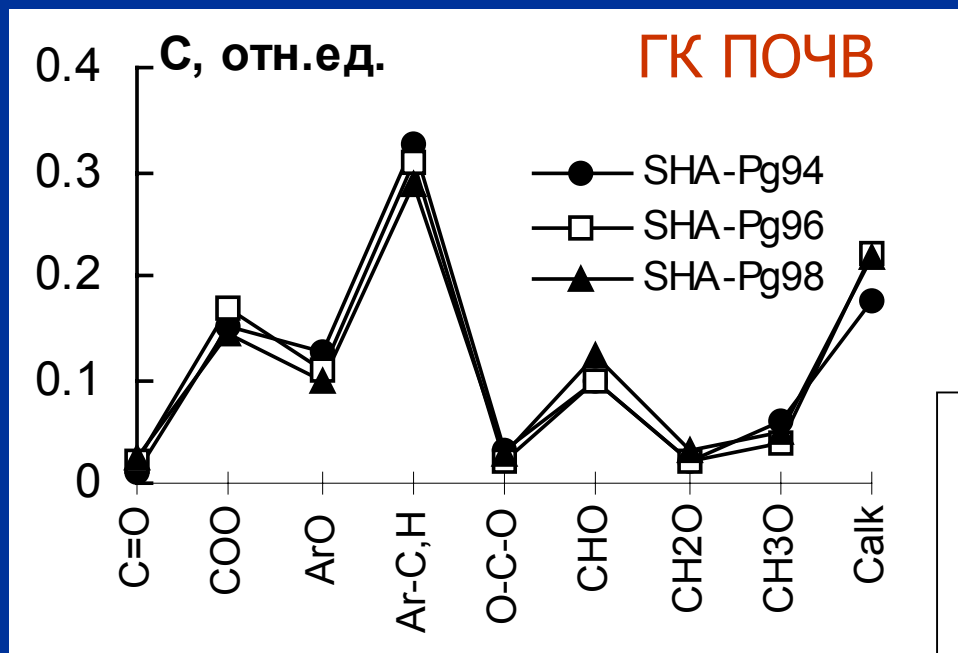 С, отн.ед.
ГК ПОЧВ
0.4
0.3
0.2
0.1
0
SHA-Pg94
SHA-Pg96
SHA-Pg98
C=O
COO
ArO
Ar-C,H
O-C-O
CHO
CH2O
CH3O
Calk